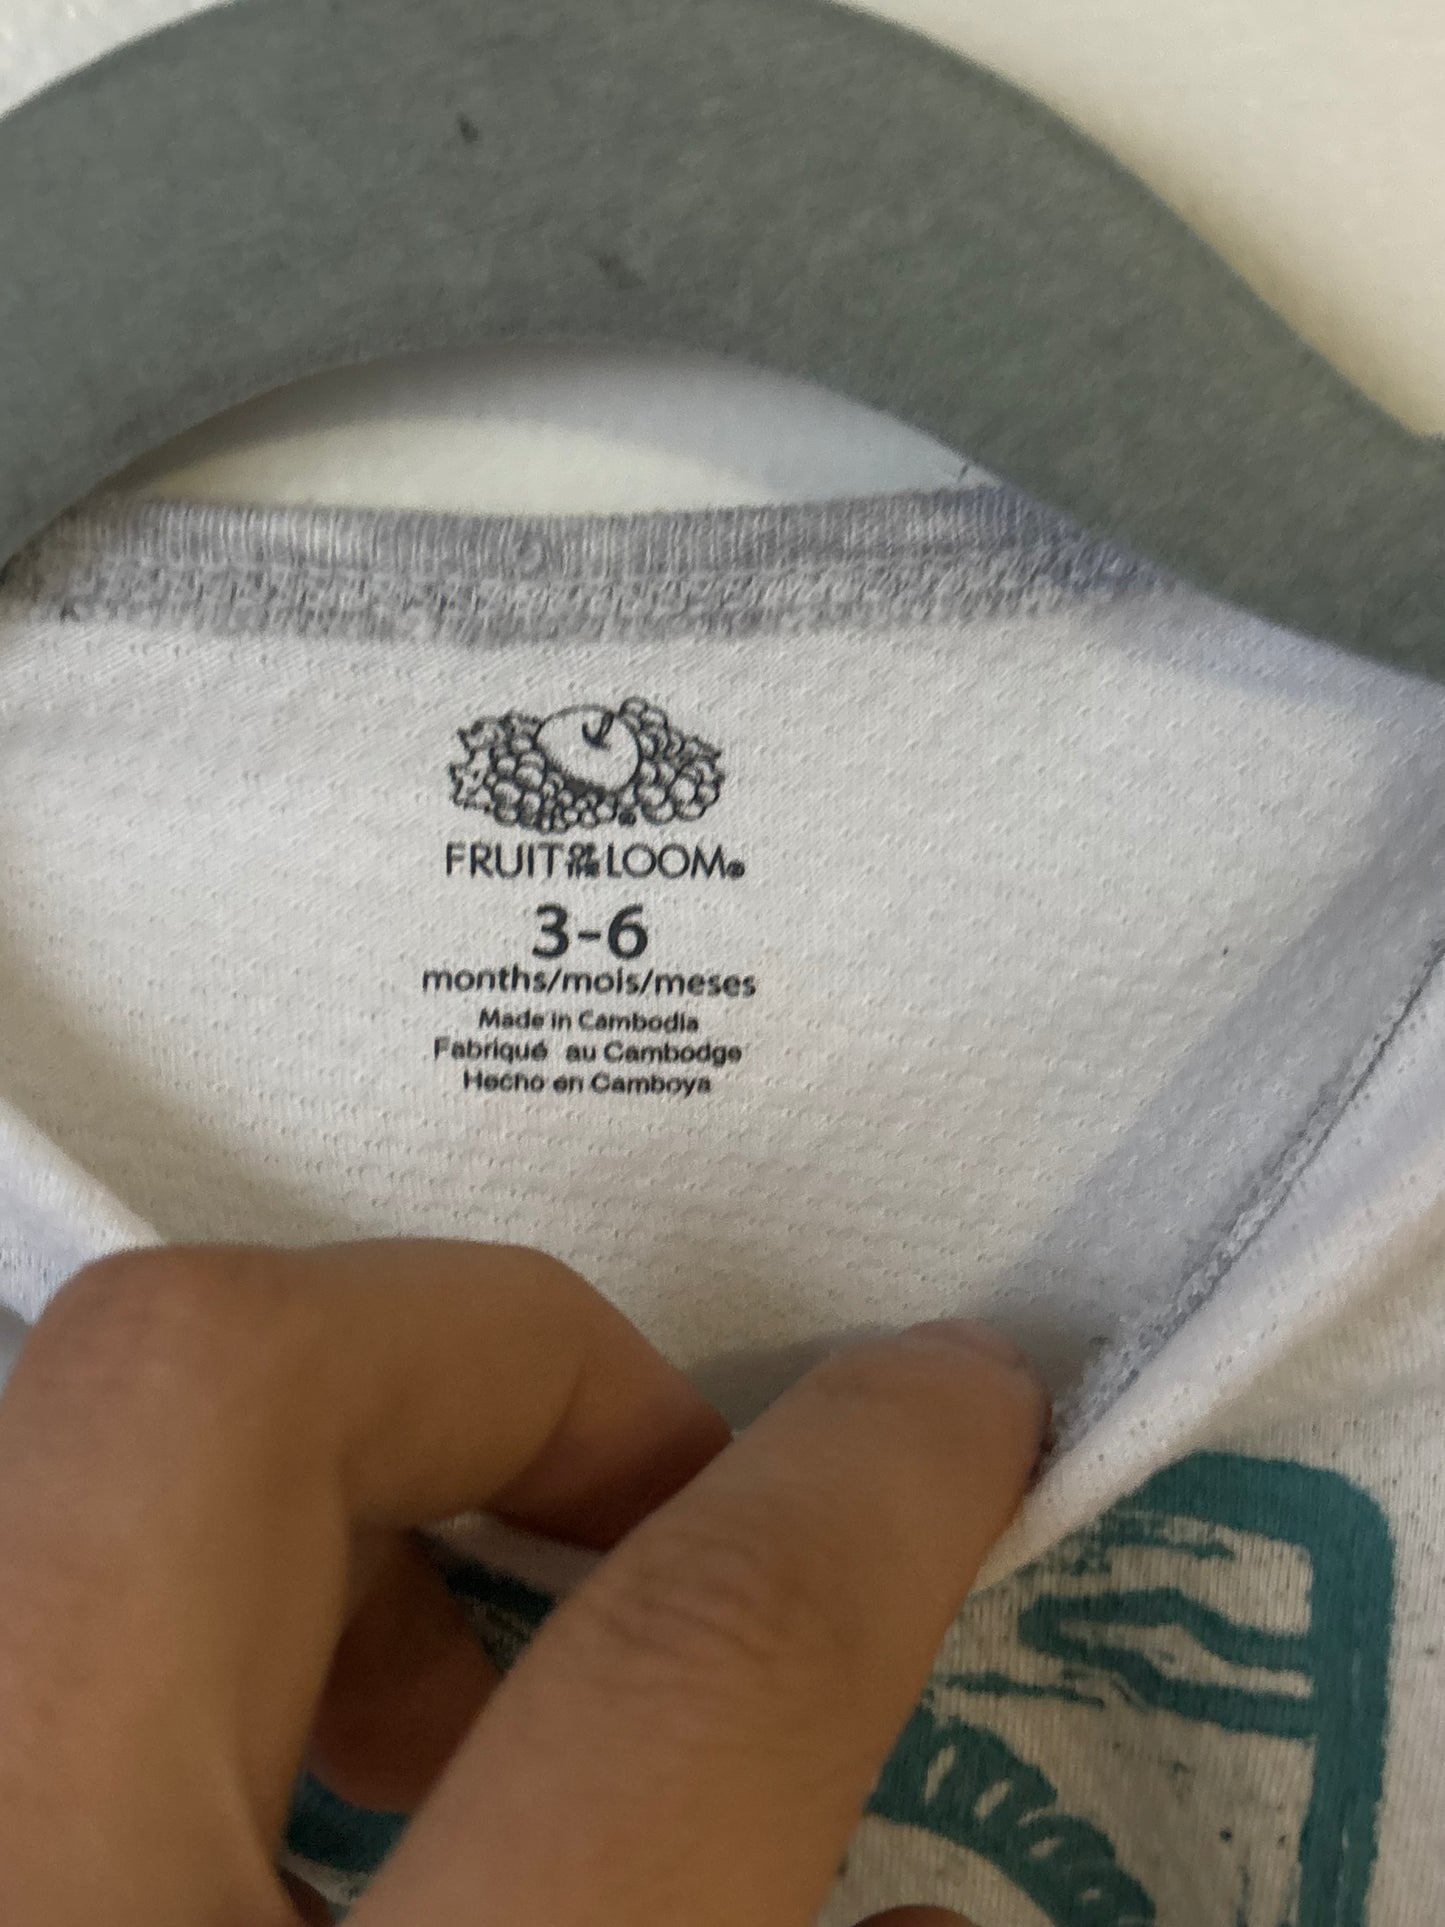 FRUIT OF THE LOOM®
3-6
months/mois/meses
Made in Cambodia
Fabriqué au Cambodge
Hecho en Camboya